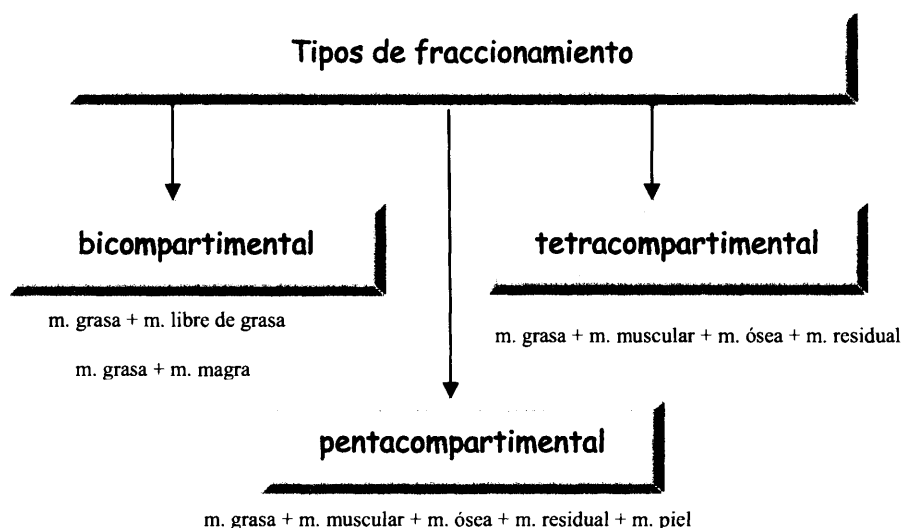 Tipos de fraccionamiento
bicompartimental
m. grasa + m. libre de grasa
m. grasa + m. magra
tetracompartimental
m. grasa + m. muscular + m. ósea + m. residual
pentacompartimental
m. grasa + m. muscular + m. ósea + m. residual + m. piel